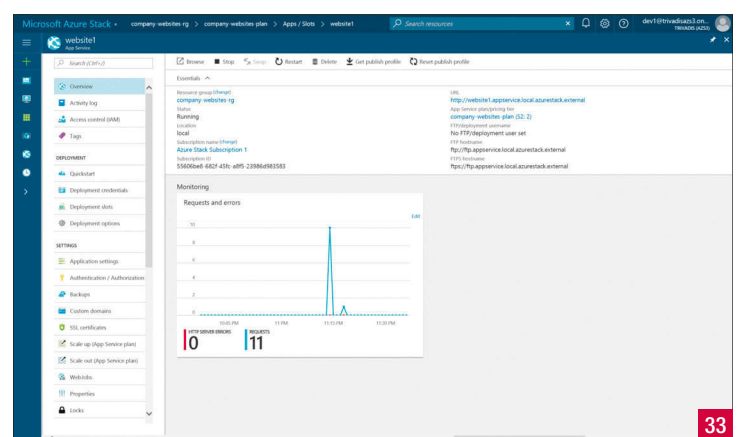 Microsoft Azure Stack company-websites-rg > company-websites-plan > Apps / Slots > website1 Search resources dev1@trivadisazs3.on...
TRIVADIS (AZS3)
website1
App Service
Search (Ctrl+/)
Browse Stop Swap Restart Delete Get publish profile Reset publish profile
Essentials
Overview
Activity log
Access control (IAM)
Tags
DEPLOYMENT
Quickstart
Deployment credentials
Deployment slots
Deployment options
SETTINGS
Application settings
Authentication / Authorization
Backups
Custom domains
SSL certificates
Scale up (App Service plan)
Scale out (App Service plan)
WebJobs
Properties
Locks
Resource group (change)
company-websites-rg
Status
Running
Location
local
Subscription name (change)
Azure Stack Subscription 1
Subscription ID
URL
http://website1.appservice.local.azurestack.external
App Service plan/pricing tier
company-websites-plan (S2: 2)
FTP/deployment username
No FTP/deployment user set
FTP hostname
ftp://ftp.appservice.local.azurestack.external
FTPS hostname
ftps://ftp.appservice.local.azurestack.external
Monitoring
Requests and errors
Edit
10
8
6
4
2
0
10:45 PM 11 PM 11:15 PM 11:30 PM
HTTP SERVER ERRORS
0
REQUESTS
11
33